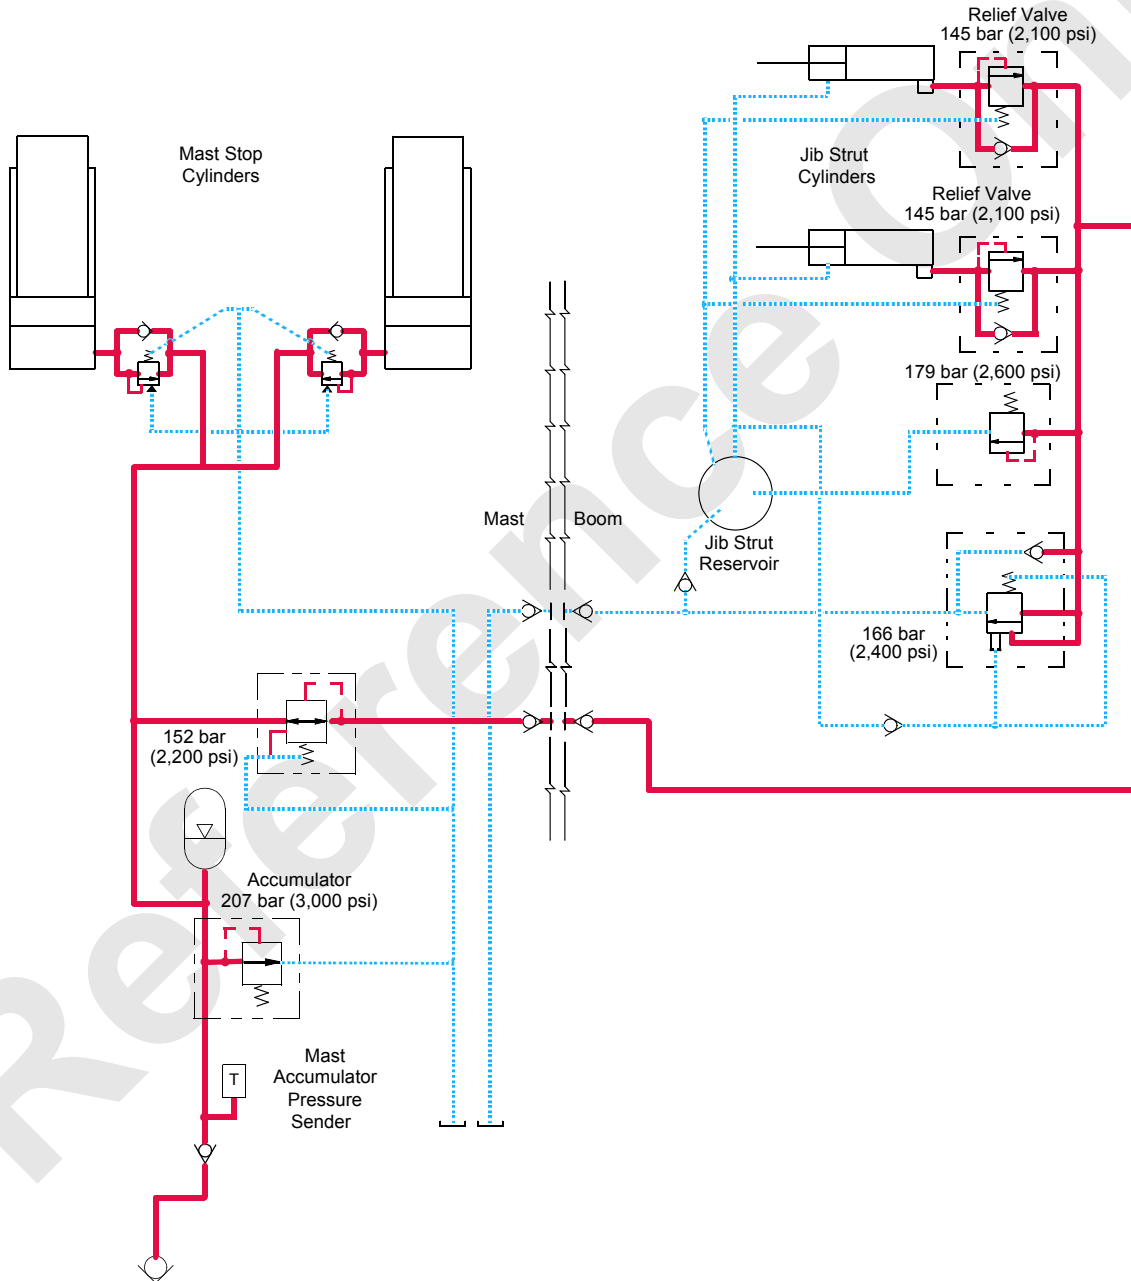 Relief Valve
145 bar (2,100 psi)
Mast Stop
Cylinders
Jib Strut
Cylinders
Relief Valve
145 bar (2,100 psi)
179 bar (2,600 psi)
Mast
Boom
Jib Strut
Reservoir
166 bar
(2,400 psi)
152 bar
(2,200 psi)
Accumulator
207 bar (3,000 psi)
Mast
Accumulator
Pressure
Sender
T
Reference On